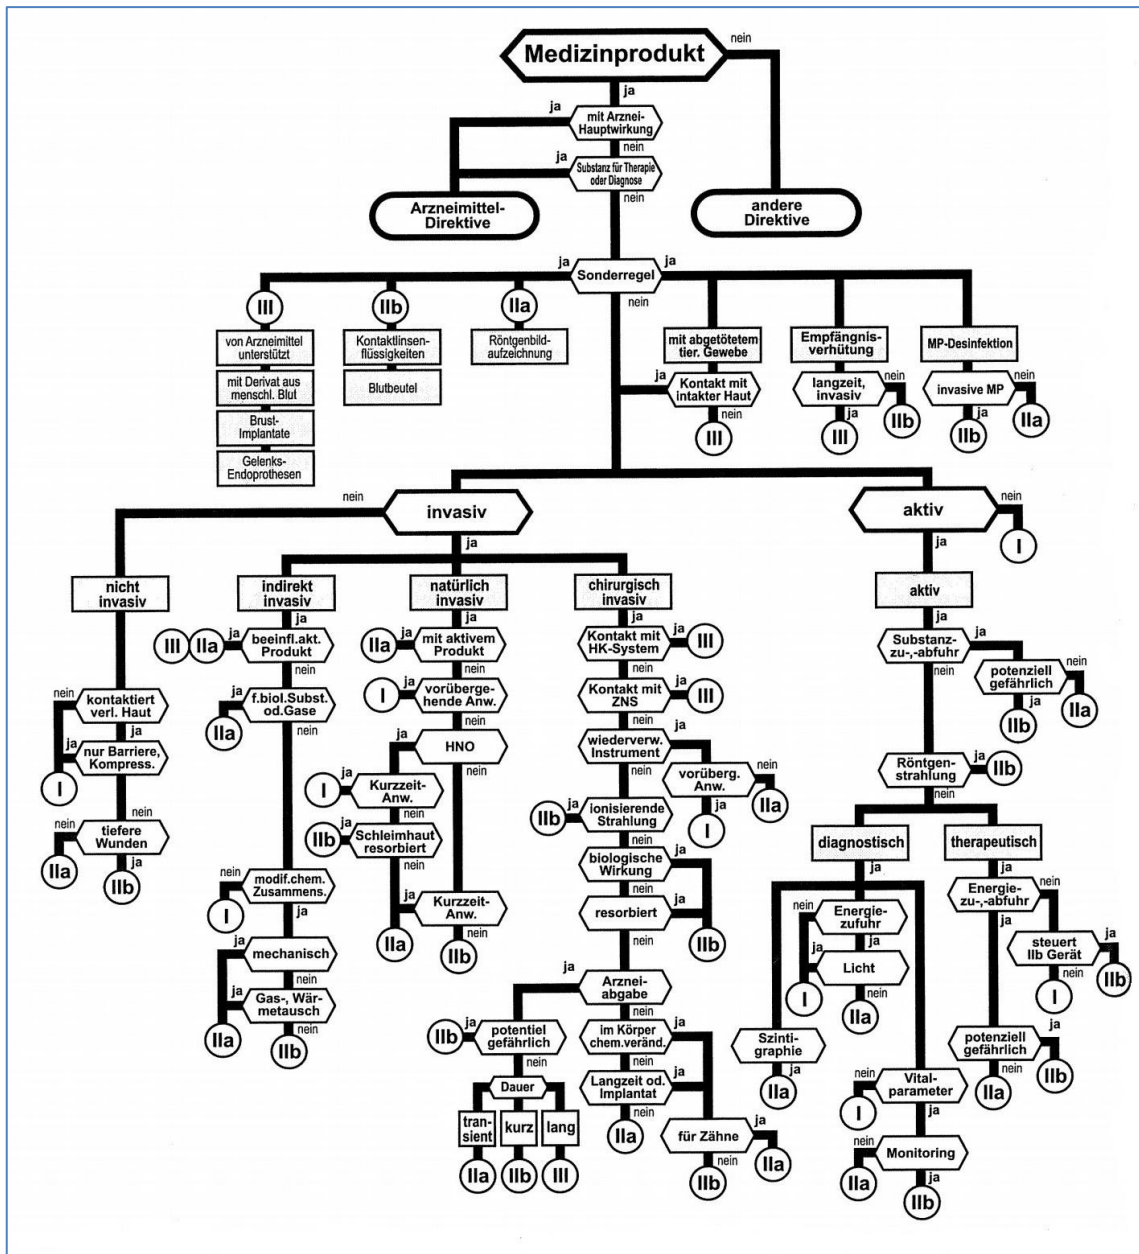 nein
Medizinprodukt
ja
ja
mit Arznei-
Hauptwirkung
nein
ja
Substanz für Therapie
oder Diagnose
nein
Arzneimittel-
Direktive
andere
Direktive
ja
Sonderregel
ja
nein
III
IIb
IIa
von Arzneimittel
unterstützt
Kontaktlinsen-
flüssigkeiten
Röntgenbild-
aufzeichnung
mit abgetötetem
tier. Gewebe
Empfängnis-
verhütung
MP-Desinfektion
mit Derivat aus
menschl. Blut
Blutbeutel
ja
Kontakt mit
intakter Haut
nein
III
langzeit,
invasiv
nein
ja
III
IIb
invasive MP
nein
ja
IIb
IIa
Brust-
Implantate
Gelenks-
Endoprothesen
nein
invasiv
ja
aktiv
nein
ja
I
nicht
invasiv
indirekt
invasiv
natürlich
invasiv
chirurgisch
invasiv
aktiv
nein
kontaktiert
verl. Haut
ja
ja
nur Barriere,
Kompress.
I
nein
nein
tiefere
Wunden
ja
IIa
IIb
ja
III
IIa
ja
beeinfl.akt.
Produkt
nein
ja
f.biol.Subst.
od.Gase
nein
IIa
nein
modif.chem.
Zusammens.
I
ja
ja
mechanisch
nein
ja
Gas-, Wär-
metausch
nein
IIa
IIb
ja
IIa
ja
mit aktivem
Produkt
nein
I
ja
vorüberge-
hende Anw.
nein
ja
HNO
nein
I
ja
Kurzzeit-
Anw.
nein
IIb
ja
Schleimhaut
resorbiert
nein
ja
Kurzzeit-
Anw.
nein
IIa
IIb
ja
Kontakt mit
HK-System
ja
III
nein
Kontakt mit
ZNS
ja
III
nein
wiederverw.
Instrument
ja
nein
vorüberg.
Anw.
nein
ja
I
IIa
IIb
ja
ionisierende
Strahlung
nein
biologische
Wirkung
ja
nein
resorbiert
ja
nein
IIb
ja
Arznei-
abgabe
nein
IIb
ja
potentiel
gefährlich
nein
Dauer
tran-
sient
kurz
lang
IIa
IIb
III
im Körper
chem.veränd.
ja
nein
Langzeit od.
Implantat
ja
nein
IIa
für Zähne
ja
nein
IIb
IIa
ja
Substanz-
zu-,-abfuhr
ja
nein
potenziell
gefährlich
nein
ja
IIb
IIa
Röntgen-
strahlung
ja
IIb
nein
diagnostisch
therapeutisch
ja
ja
nein
Energie-
zufuhr
ja
ja
Licht
nein
I
IIa
Szinti-
graphie
ja
IIa
nein
Vital-
parameter
I
ja
nein
Monitoring
ja
IIa
IIb
Energie-
zu-,-abfuhr
nein
ja
steuert
IIb Gerät
ja
nein
I
IIb
potenziell
gefährlich
ja
nein
IIa
IIb